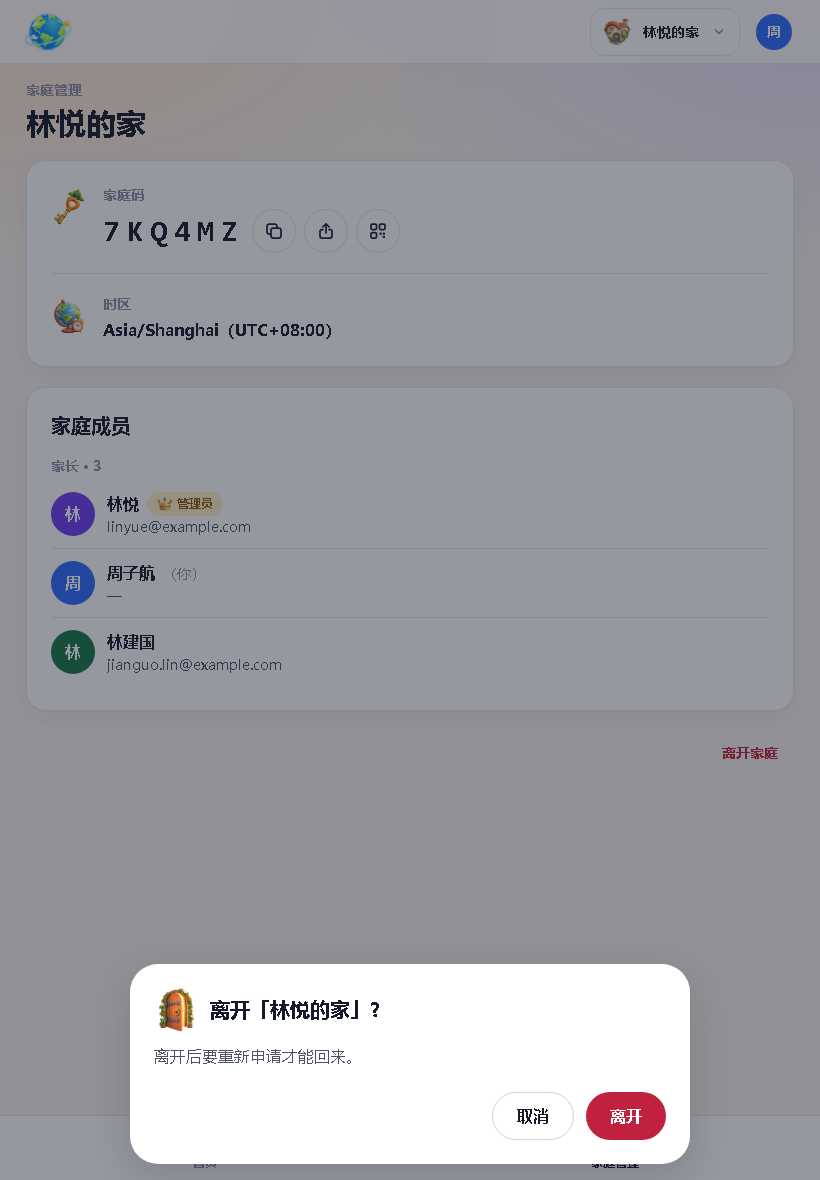 林悦的家
周
家庭管理
林悦的家
家庭码
7KQ4MZ
时区
Asia/Shanghai（UTC+08:00）
家庭成员
家长 • 3
林
林悦
管理员
linyue@example.com
周
周子航
（你）
—
林
林建国
jianguo.lin@example.com
离开家庭
离开「林悦的家」?
离开后要重新申请才能回来。
取消
离开
家庭管理